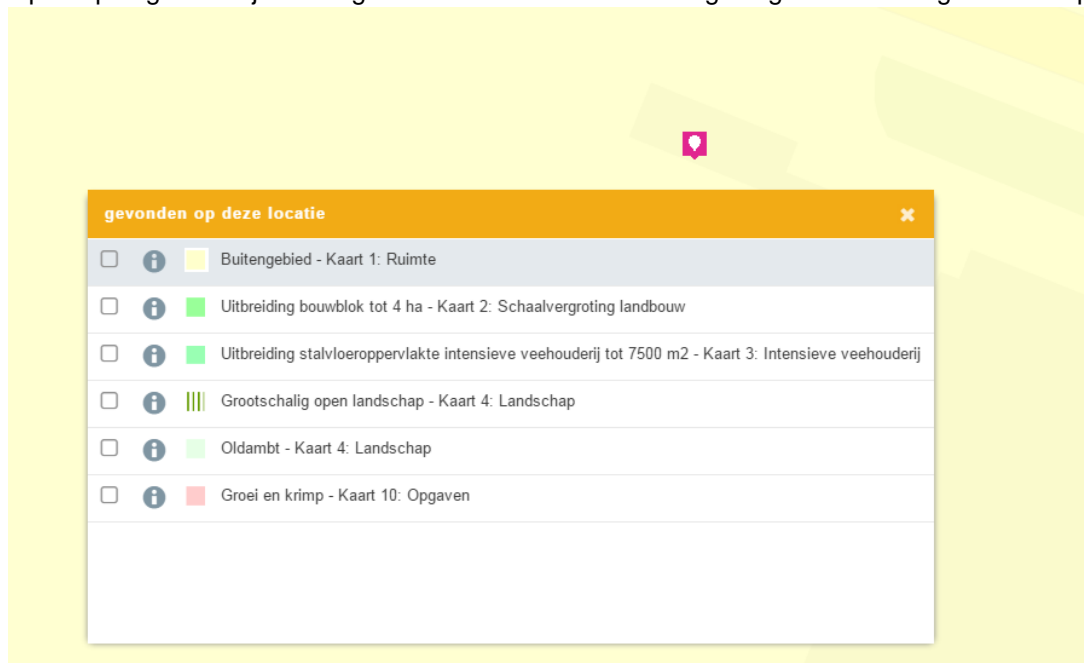 gevonden op deze locatie
Buitengebied - Kaart 1: Ruimte
Uitbreiding bouwblok tot 4 ha - Kaart 2: Schaalvergroting landbouw
Uitbreiding stalvloeroppervlakte intensieve veehouderij tot 7500 m2 - Kaart 3: Intensieve veehouderij
Grootschalig open landschap - Kaart 4: Landschap
Oldambt - Kaart 4: Landschap
Groei en krimp - Kaart 10: Opgaven